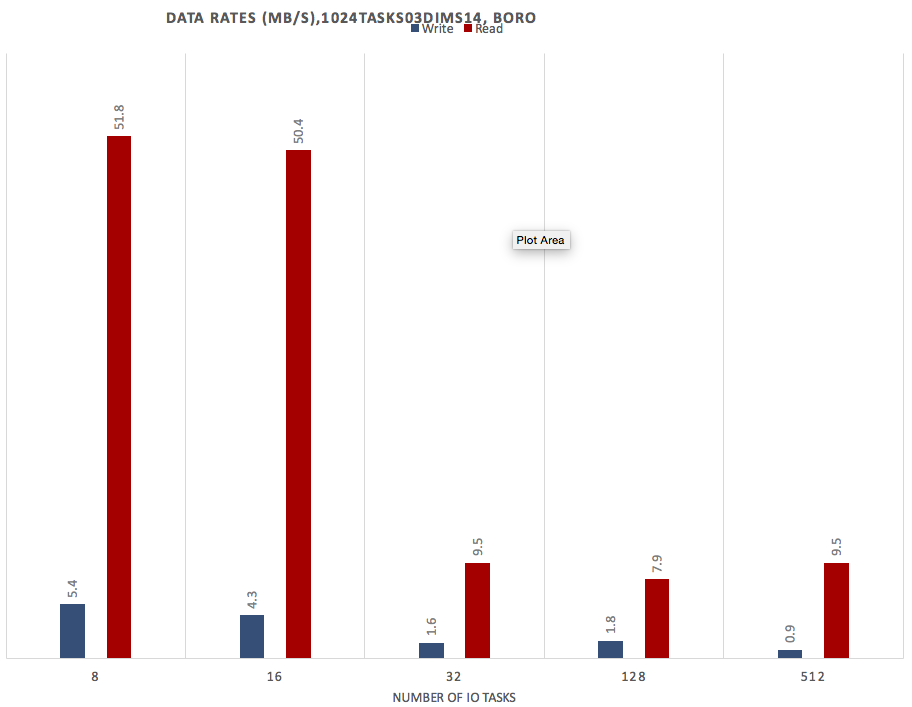 DATA RATES (MB/S),1024TASKS03DIMS14, BORO
Write Read
51.8
50.4
Plot Area
9.5
7.9
9.5
5.4
4.3
1.6
1.8
0.9
8 16 32 128 512
NUMBER OF IO TASKS